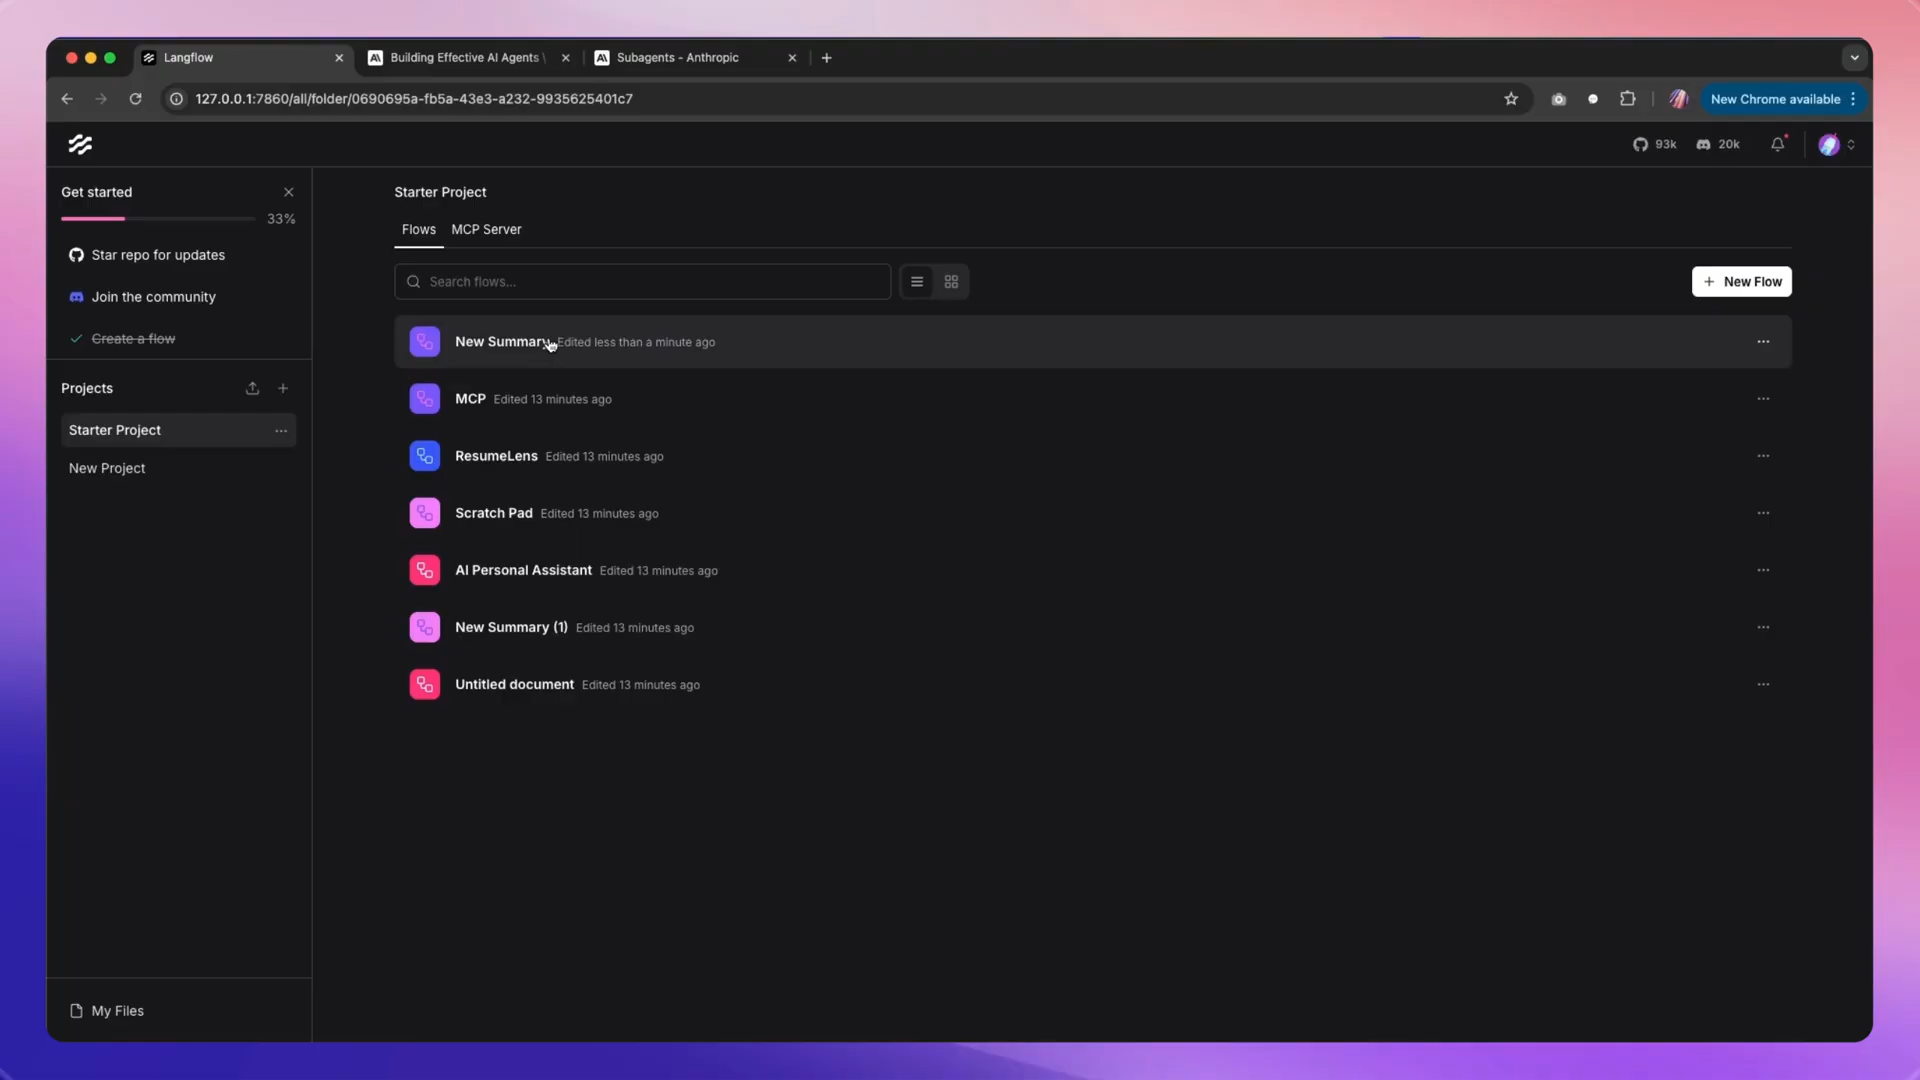 Langflow
Building Effective AI Agents \
Subagents - Anthropic
127.0.0.1:7860/all/folder/0690695a-fb5a-43e3-a232-9935625401c7
New Chrome available
93k
20k
Get started
33%
Star repo for updates
Join the community
Create a flow
Projects
Starter Project
New Project
My Files
Starter Project
Flows
MCP Server
Search flows...
New Flow
New Summary Edited less than a minute ago
MCP Edited 13 minutes ago
ResumeLens Edited 13 minutes ago
Scratch Pad Edited 13 minutes ago
AI Personal Assistant Edited 13 minutes ago
New Summary (1) Edited 13 minutes ago
Untitled document Edited 13 minutes ago